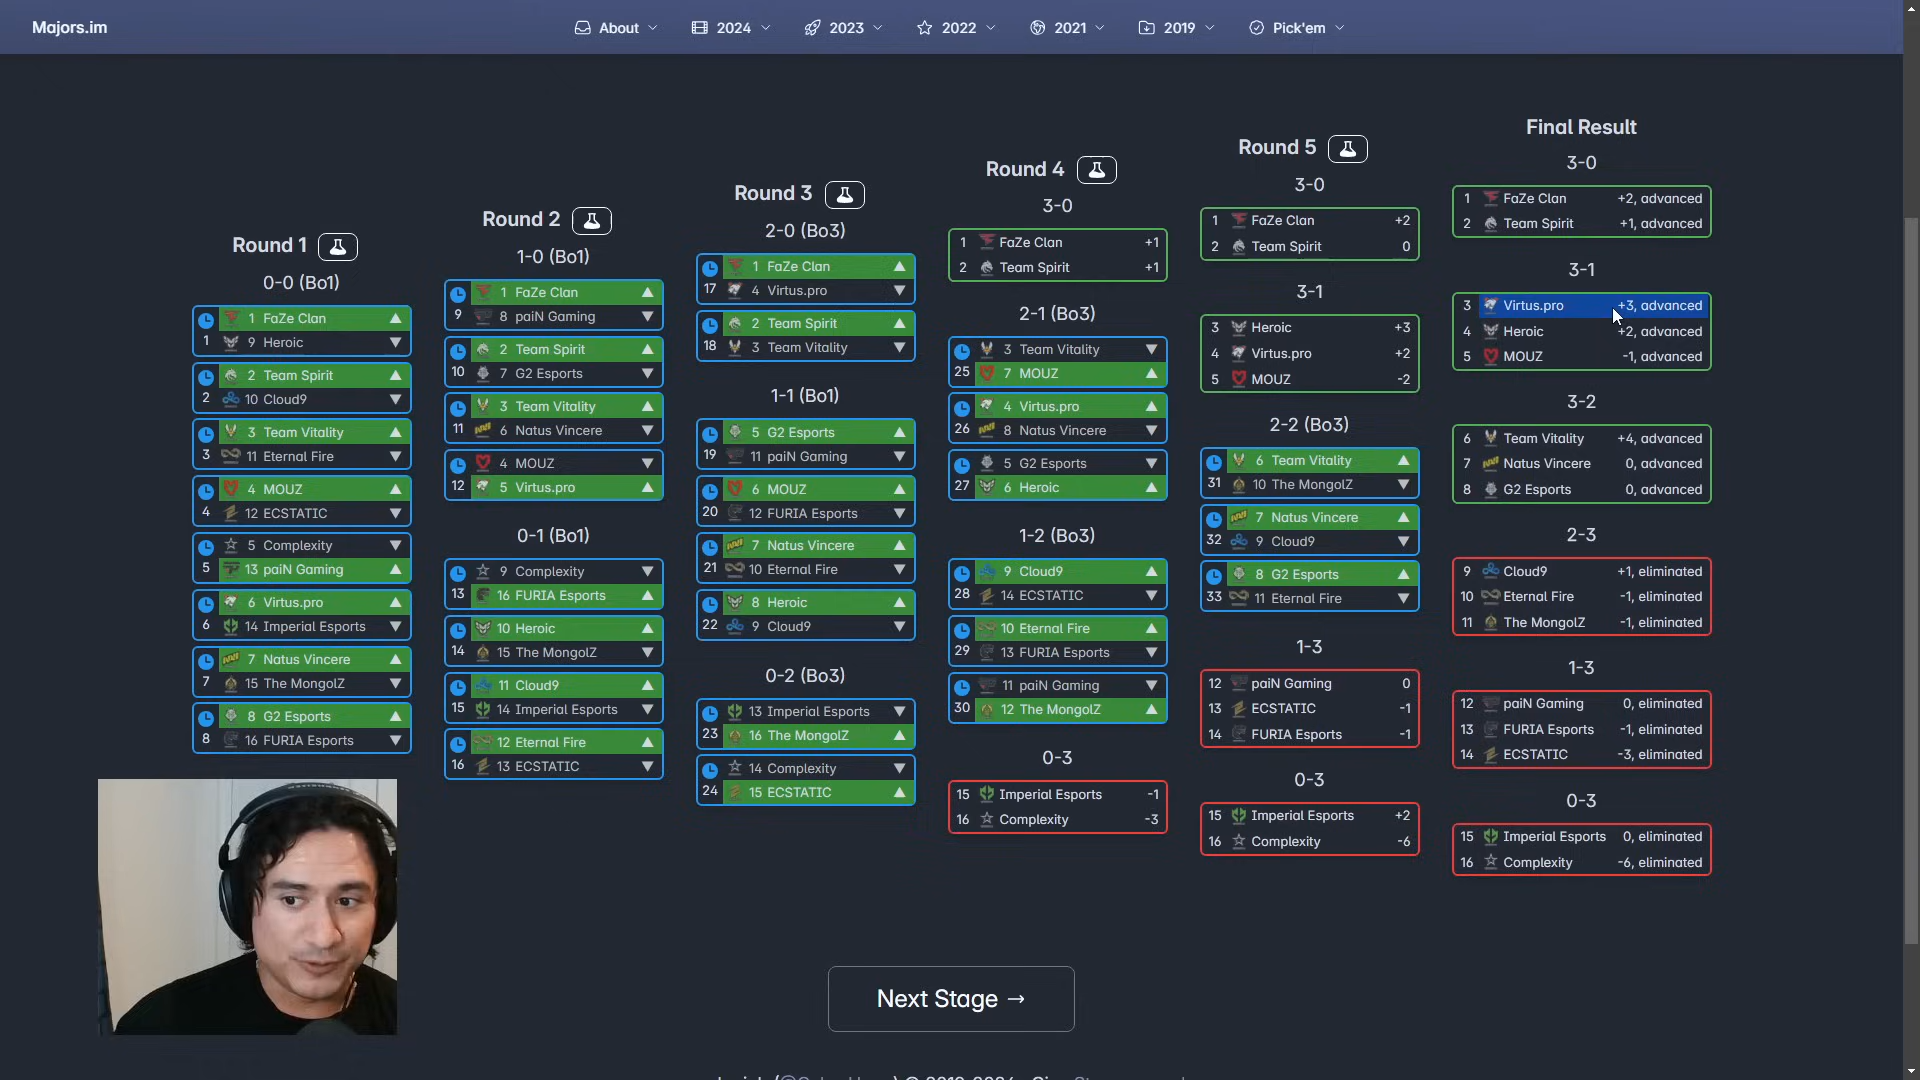 Majors.im
About
2024
2023
2022
2021
2019
Pick'em
Round 1
0-0 (Bo1)
1 FaZe Clan ▲
1 9 Heroic ▼
2 Team Spirit ▲
2 10 Cloud9 ▼
3 Team Vitality ▲
3 11 Eternal Fire ▼
4 MOUZ ▲
4 12 ECSTATIC ▼
5 Complexity ▼
5 13 paiN Gaming ▲
6 Virtus.pro ▲
6 14 Imperial Esports ▼
7 Natus Vincere ▲
7 15 The MongolZ ▼
8 G2 Esports ▲
8 16 FURIA Esports ▼
Round 2
1-0 (Bo1)
1 FaZe Clan ▲
9 8 paiN Gaming ▼
2 Team Spirit ▲
10 7 G2 Esports ▼
3 Team Vitality ▲
11 6 Natus Vincere ▼
4 MOUZ ▼
12 5 Virtus.pro ▲
0-1 (Bo1)
9 Complexity ▼
13 16 FURIA Esports ▲
10 Heroic ▲
14 15 The MongolZ ▼
11 Cloud9 ▲
15 14 Imperial Esports ▼
12 Eternal Fire ▲
16 13 ECSTATIC ▼
Round 3
2-0 (Bo3)
1 FaZe Clan ▲
17 4 Virtus.pro ▼
2 Team Spirit ▲
18 3 Team Vitality ▼
1-1 (Bo1)
5 G2 Esports ▲
19 11 paiN Gaming ▼
6 MOUZ ▲
20 12 FURIA Esports ▼
7 Natus Vincere ▲
21 10 Eternal Fire ▼
8 Heroic ▲
22 9 Cloud9 ▼
0-2 (Bo3)
13 Imperial Esports ▼
23 16 The MongolZ ▲
14 Complexity ▼
24 15 ECSTATIC ▲
Round 4
3-0
1 FaZe Clan +1
2 Team Spirit +1
2-1 (Bo3)
3 Team Vitality ▼
25 7 MOUZ ▲
4 Virtus.pro ▲
26 8 Natus Vincere ▼
5 G2 Esports ▼
27 6 Heroic ▲
1-2 (Bo3)
9 Cloud9 ▲
28 14 ECSTATIC ▼
10 Eternal Fire ▲
29 13 FURIA Esports ▼
11 paiN Gaming ▼
30 12 The MongolZ ▲
0-3
15 Imperial Esports -1
16 Complexity -3
Round 5
3-0
1 FaZe Clan +2
2 Team Spirit 0
3-1
3 Heroic +3
4 Virtus.pro +2
5 MOUZ -2
2-2 (Bo3)
6 Team Vitality ▲
31 10 The MongolZ ▼
7 Natus Vincere ▲
32 9 Cloud9 ▼
8 G2 Esports ▲
33 11 Eternal Fire ▼
1-3
12 paiN Gaming 0
13 ECSTATIC -1
14 FURIA Esports -1
0-3
15 Imperial Esports +2
16 Complexity -6
Final Result
3-0
1 FaZe Clan +2, advanced
2 Team Spirit +1, advanced
3-1
3 Virtus.pro +3, advanced
4 Heroic +2, advanced
5 MOUZ -1, advanced
3-2
6 Team Vitality +4, advanced
7 Natus Vincere 0, advanced
8 G2 Esports 0, advanced
2-3
9 Cloud9 +1, eliminated
10 Eternal Fire -1, eliminated
11 The MongolZ -1, eliminated
1-3
12 paiN Gaming 0, eliminated
13 FURIA Esports -1, eliminated
14 ECSTATIC -3, eliminated
0-3
15 Imperial Esports 0, eliminated
16 Complexity -6, eliminated
Next Stage →